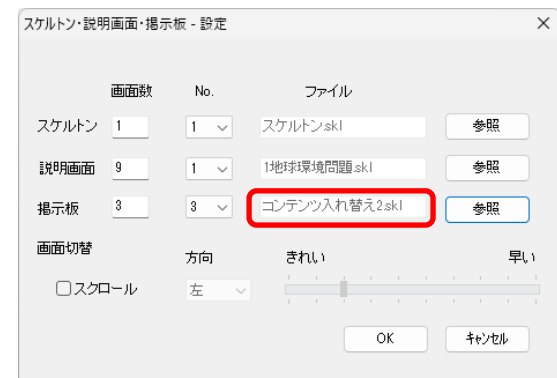 スケルトン・説明画面・掲示板 - 設定
画面数 No. ファイル
スケルトン 1 1 スケルトン.skl 参照
説明画面 9 1 1地球環境問題.skl 参照
掲示板 3 3 コンテンツ入れ替え2.skl 参照
画面切替 方向 きれい 早い
スクロール 左
OK キャンセル